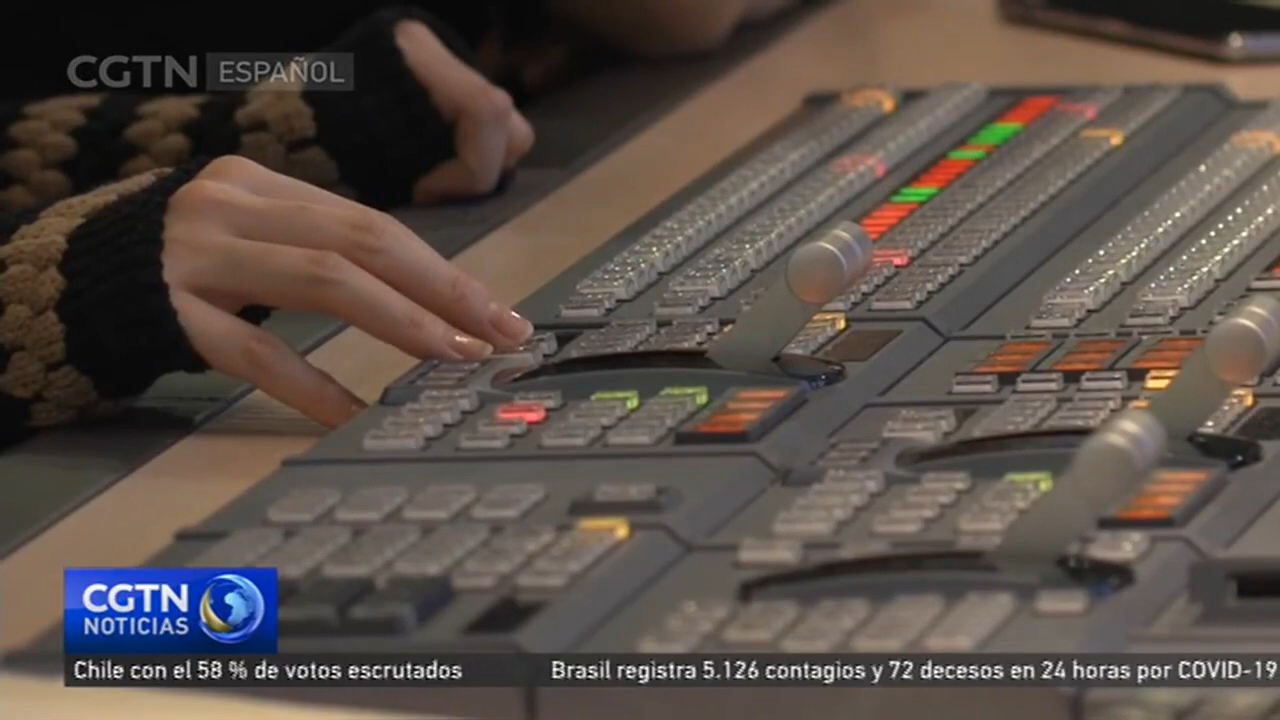 CGTN ESPAÑOL
CGTN
NOTICIAS
Chile con el 58 % de votos escrutados
Brasil registra 5.126 contagios y 72 decesos en 24 horas por COVID-19